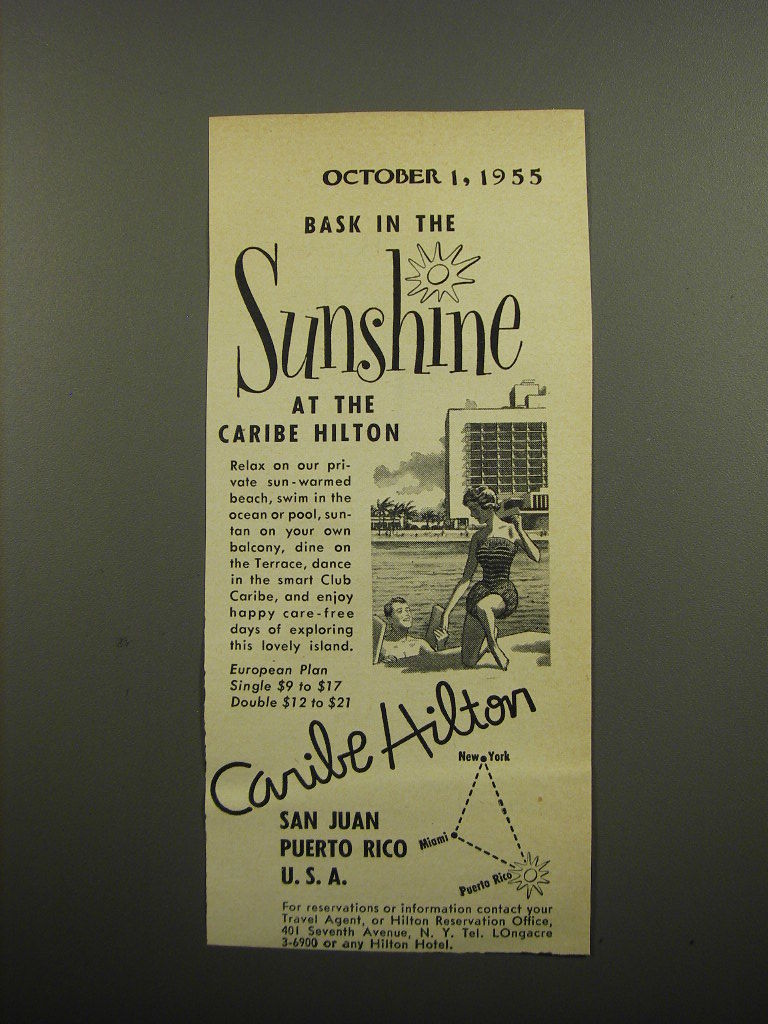 OCTOBER 1, 1955
BASK IN THE
Sunshine
AT THE
CARIBE HILTON
Relax on our pri-
vate sun-warmed
beach, swim in the
ocean or pool, sun-
tan on your own
balcony, dine on
the Terrace, dance
in the smart Club
Caribe, and enjoy
happy care-free
days of exploring
this lovely island.
European Plan
Single $9 to $17
Double $12 to $21
Caribe Hilton
SAN JUAN
PUERTO RICO
U. S. A.
New York
Miami
Puerto Rico
For reservations or information contact your
Travel Agent, or Hilton Reservation Office,
401 Seventh Avenue, N. Y. Tel. LOngacre
3-6900 or any Hilton Hotel.